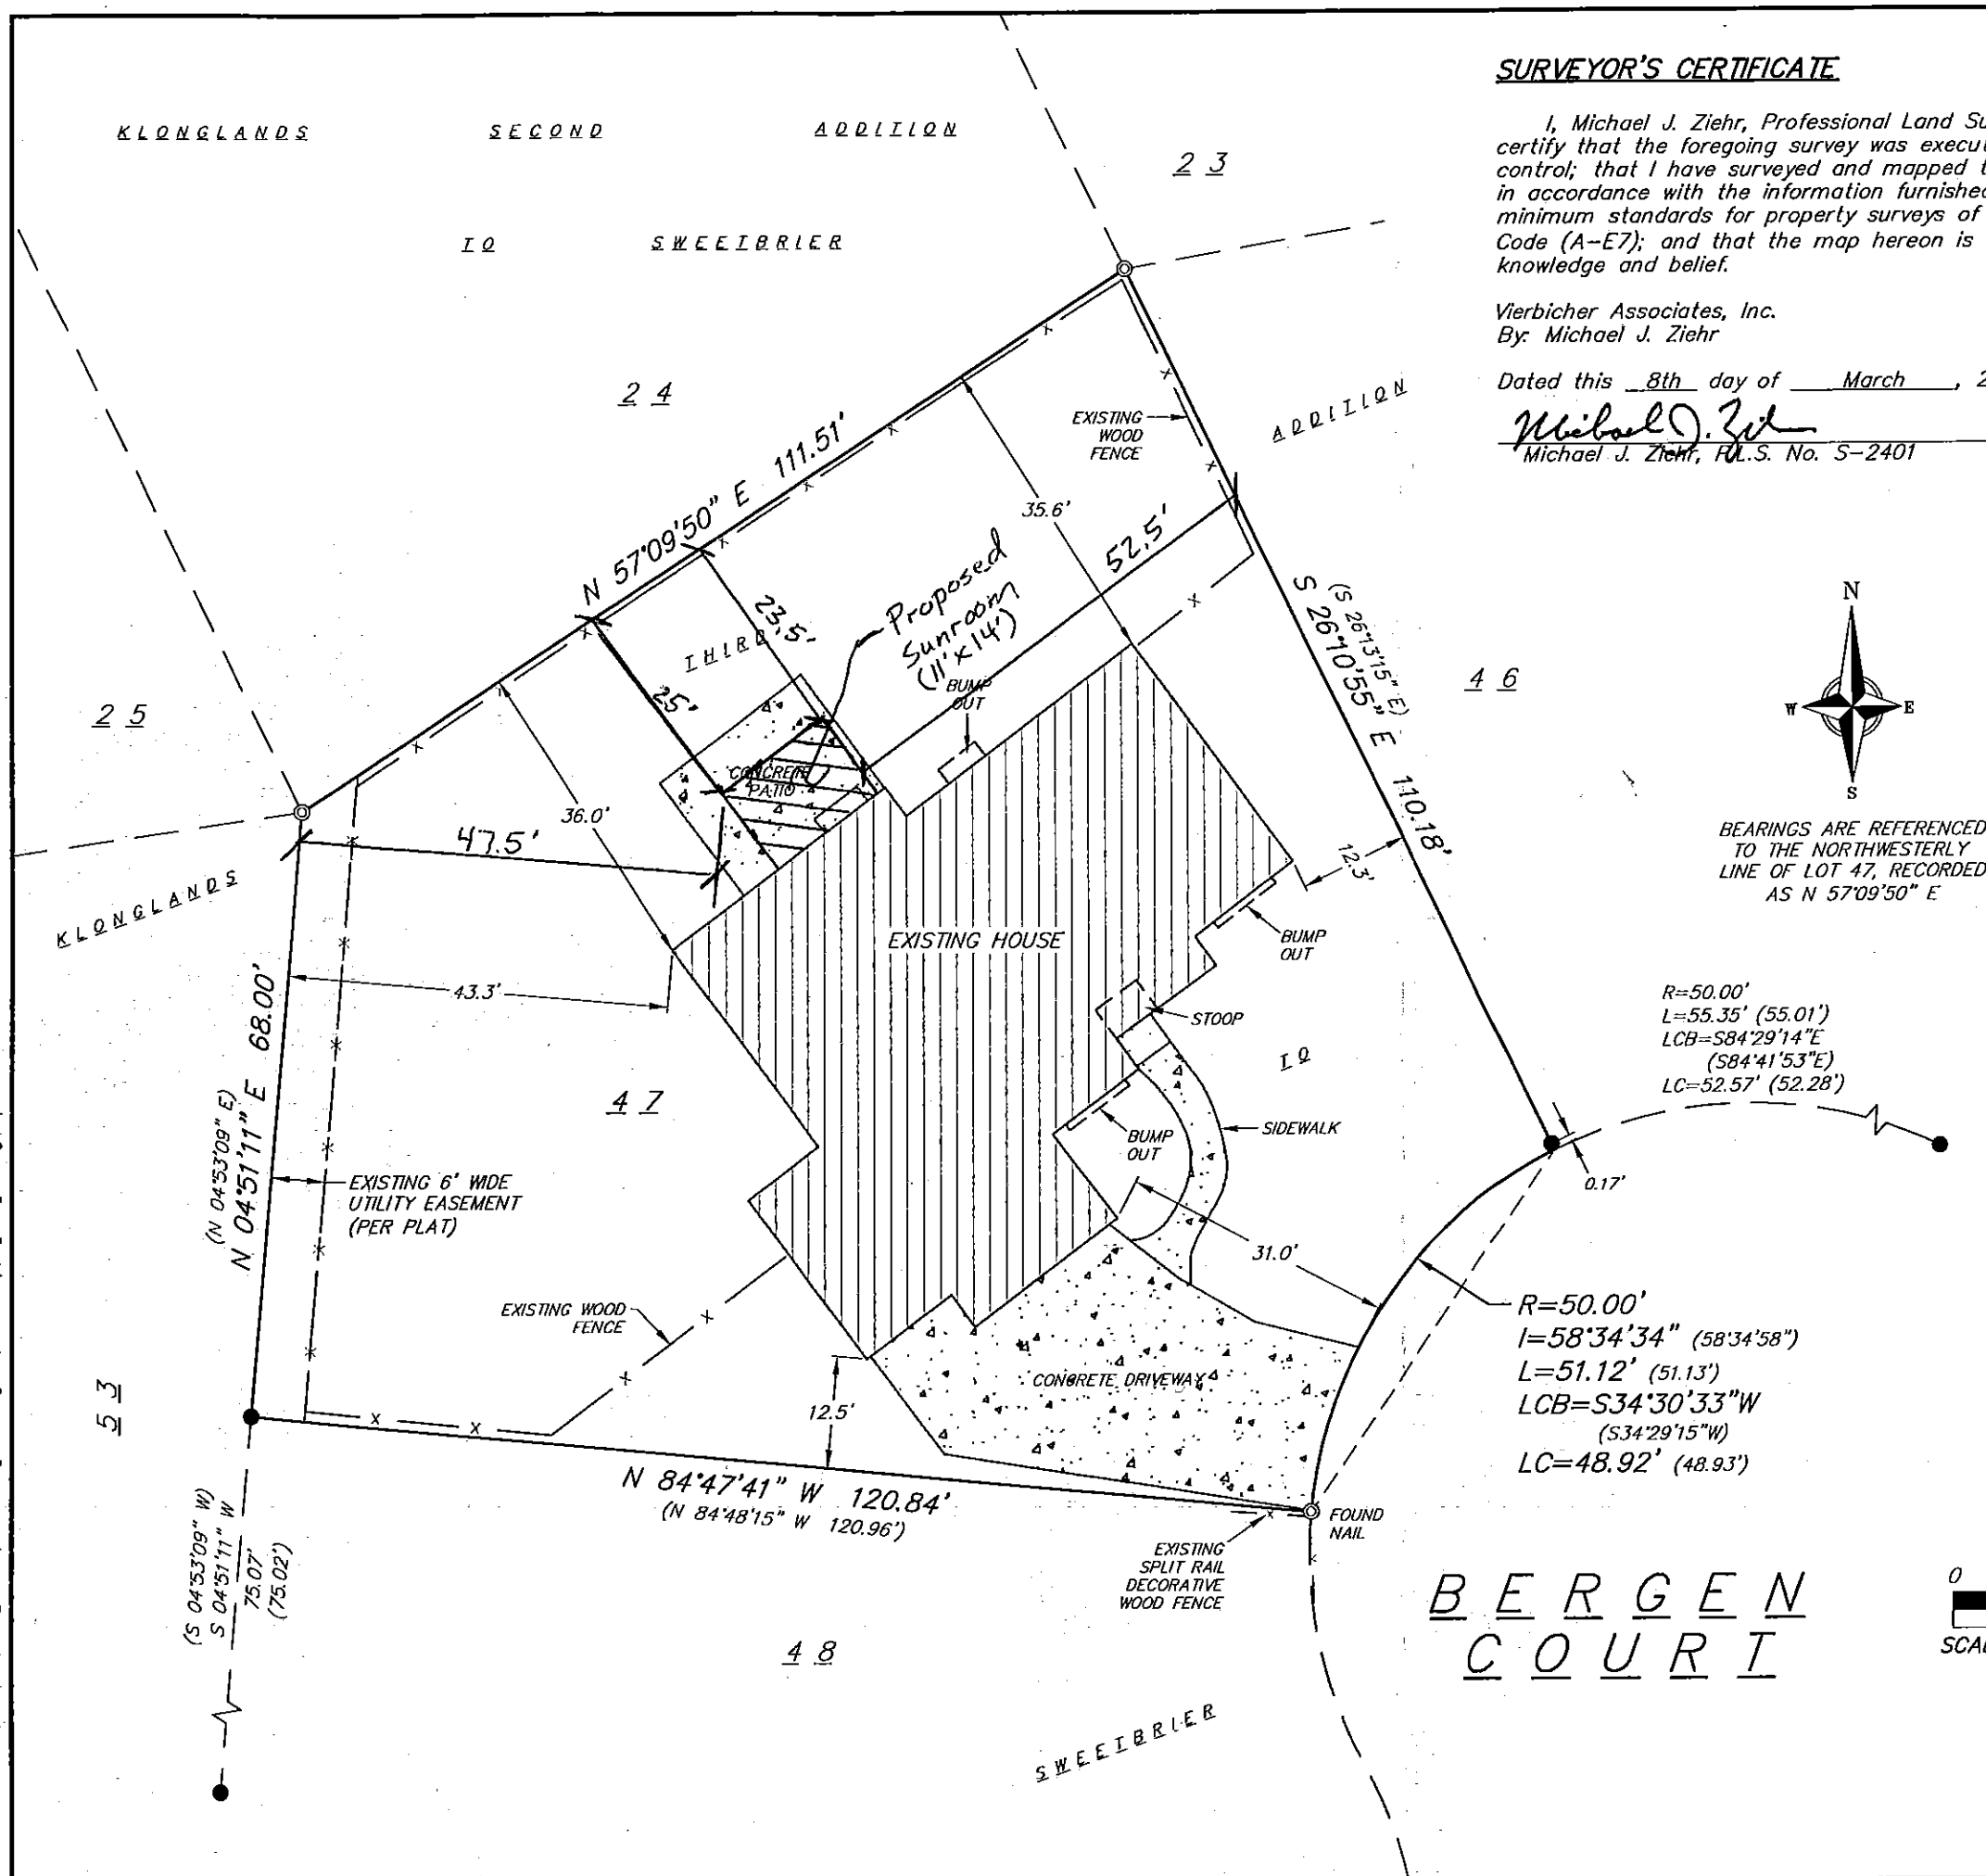 SURVEYOR'S CERTIFICATE
I, Michael J. Ziehr, Professional Land Su
certify that the foregoing survey was execut
control; that I have surveyed and mapped t
in accordance with the information furnished
minimum standards for property surveys of
Code (A-E7); and that the map hereon is
knowledge and belief.
Vierbicher Associates, Inc.
By: Michael J. Ziehr
Dated this 8th day of March, 2
Michael J. Ziehr
Michael J. Ziehr, P.L.S. No. S-2401
KLONGLANDS SECOND ADDITION
TO SWEETBRIER
23
24
25
N 57°09'50" E 111.51'
EXISTING
WOOD
FENCE
ADDITION
35.6'
52.5'
Proposed
Sunroom
(11' x 14')
23.5'
THIRD
25'
BUMP
OUT
(S 26°13'15" E)
S 26°10'55" E 110.18'
46
N
W E
S
BEARINGS ARE REFERENCED
TO THE NORTHWESTERLY
LINE OF LOT 47, RECORDED
AS N 57°09'50" E
CONCRETE
PATIO
36.0'
47.5'
12.3'
KLONGLANDS
EXISTING HOUSE
BUMP
OUT
43.3'
STOOP
TO
R=50.00'
L=55.35' (55.01')
LCB=S84°29'14"E
(S84°41'53"E)
LC=52.57' (52.28')
(N 04°53'09" E)
N 04°51'11" E 68.00'
47
SIDEWALK
BUMP
OUT
0.17'
EXISTING 6' WIDE
UTILITY EASEMENT
(PER PLAT)
31.0'
EXISTING WOOD
FENCE
R=50.00'
I=58°34'34" (58°34'58")
L=51.12' (51.13')
LCB=S34°30'33"W
(S34°29'15"W)
LC=48.92' (48.93')
53
CONCRETE DRIVEWAY
12.5'
N 84°47'41" W 120.84'
(N 84°48'15" W 120.96')
FOUND
NAIL
EXISTING
SPLIT RAIL
DECORATIVE
WOOD FENCE
(S 04°53'09" W)
S 04°51'11" W
75.07'
(75.02')
BERGEN
COURT
0
SCAL
48
SWEETBRIER